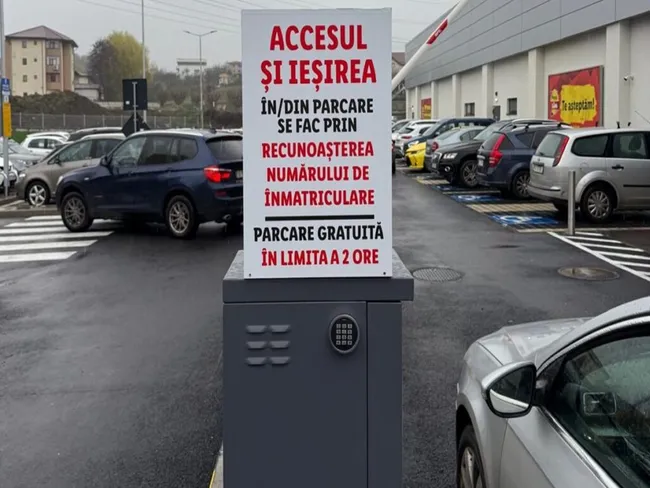 ACCESUL
ȘI IEȘIREA
ÎN/DIN PARCARE
SE FAC PRIN
RECUNOAȘTEREA
NUMĂRULUI DE
ÎNMATRICULARE
PARCARE GRATUITĂ
ÎN LIMITA A 2 ORE
Te așteptăm!